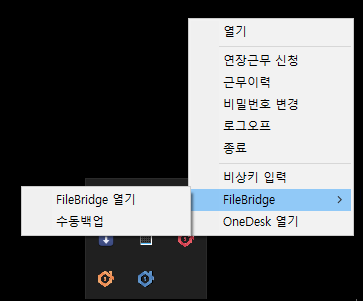 열기
연장근무 신청
근무이력
비밀번호 변경
로그오프
종료
비상키 입력
FileBridge
OneDesk 열기
FileBridge 열기
수동백업